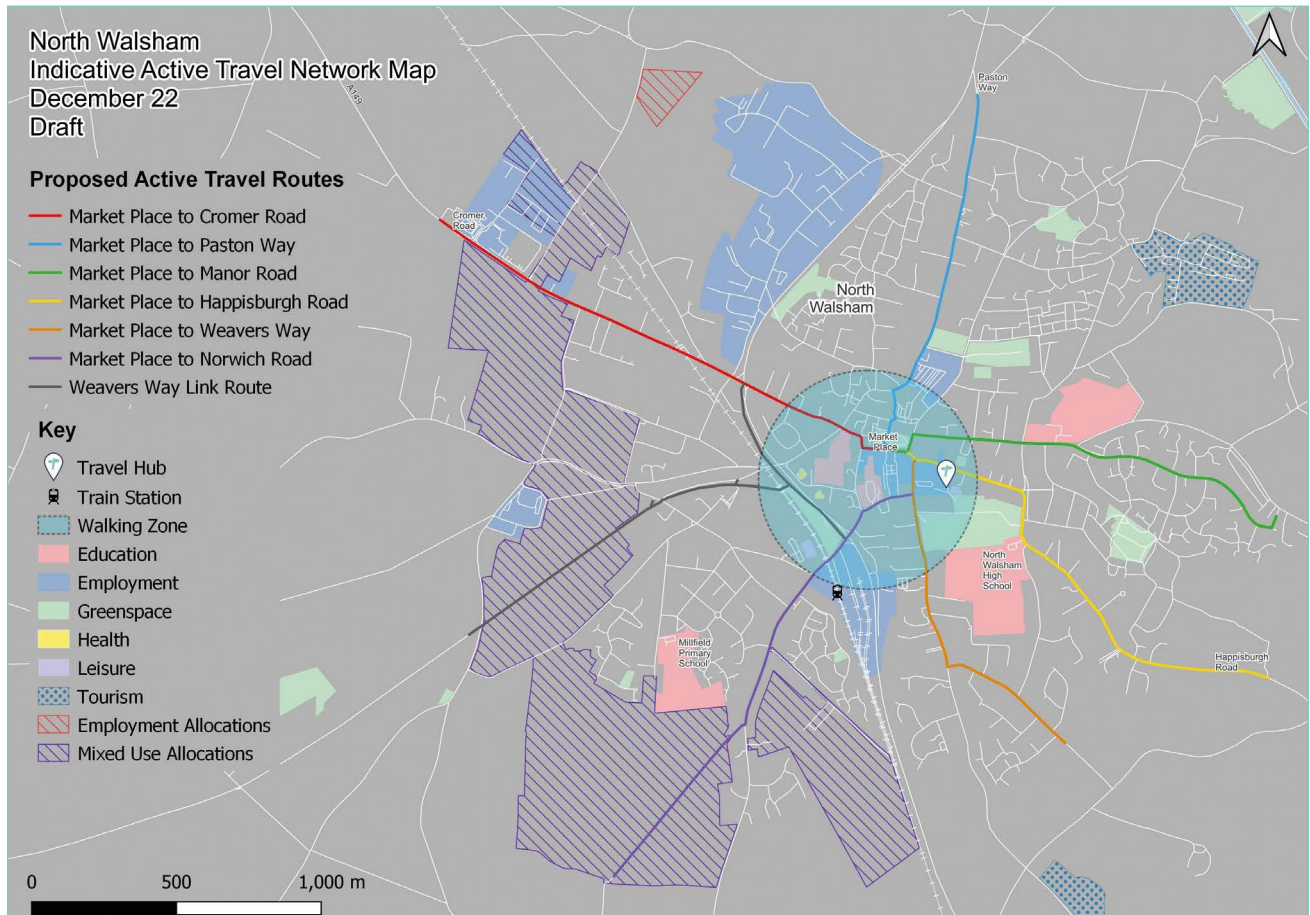 North Walsham
Indicative Active Travel Network Map
December 22
Draft
Proposed Active Travel Routes
Market Place to Cromer Road
Market Place to Paston Way
Market Place to Manor Road
Market Place to Happisburgh Road
Market Place to Weavers Way
Market Place to Norwich Road
Weavers Way Link Route
Key
Travel Hub
Train Station
Walking Zone
Education
Employment
Greenspace
Health
Leisure
Tourism
Employment Allocations
Mixed Use Allocations
0 500 1,000 m
A149
Paston
Way
Cromer
Road
North
Walsham
Market
Place
North
Walsham
High
School
Millfield
Primary
School
Happisburgh
Road